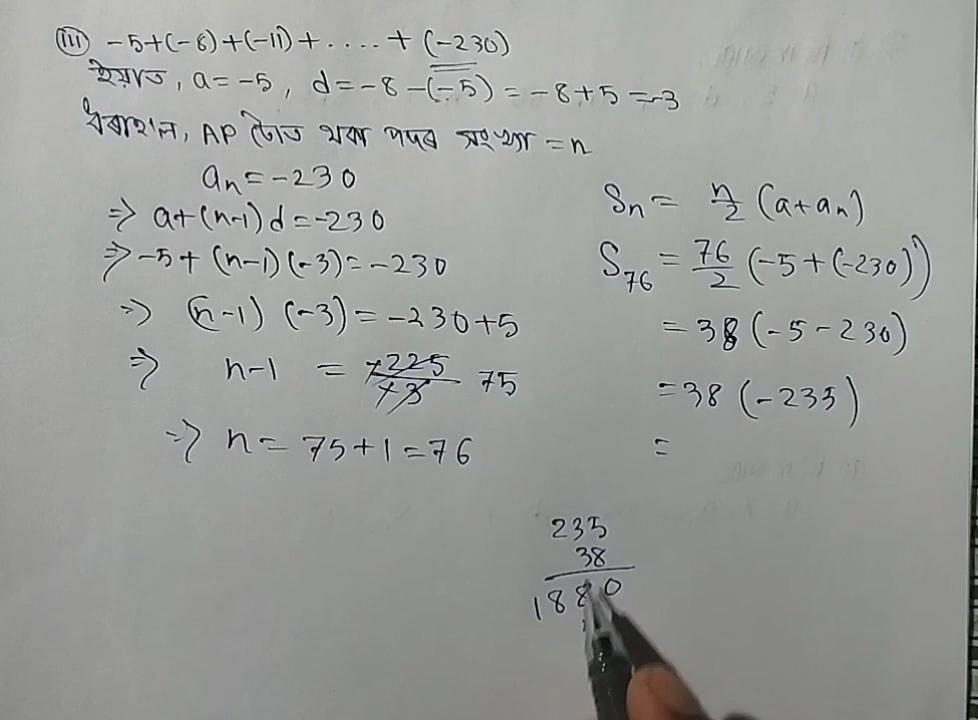 (iii) -5+(-8)+(-11)+.....+(-230)
ইয়াত, a=-5, d=-8-(-5)=-8+5=-3
ধৰাহ'ল, AP টোত থকা পদৰ সংখ্যা =n
aₙ=-230
⇒ a+(n-1)d=-230
⇒ -5+(n-1)(-3)=-230
⇒ (n-1)(-3)=-230+5
⇒ n-1 = -225/-3 75
⇒ n=75+1=76
Sₙ= n/2 (a+aₙ)
S₇₆ = 76/2 (-5+(-230))
=38(-5-230)
=38(-235)
=
235
38
1880